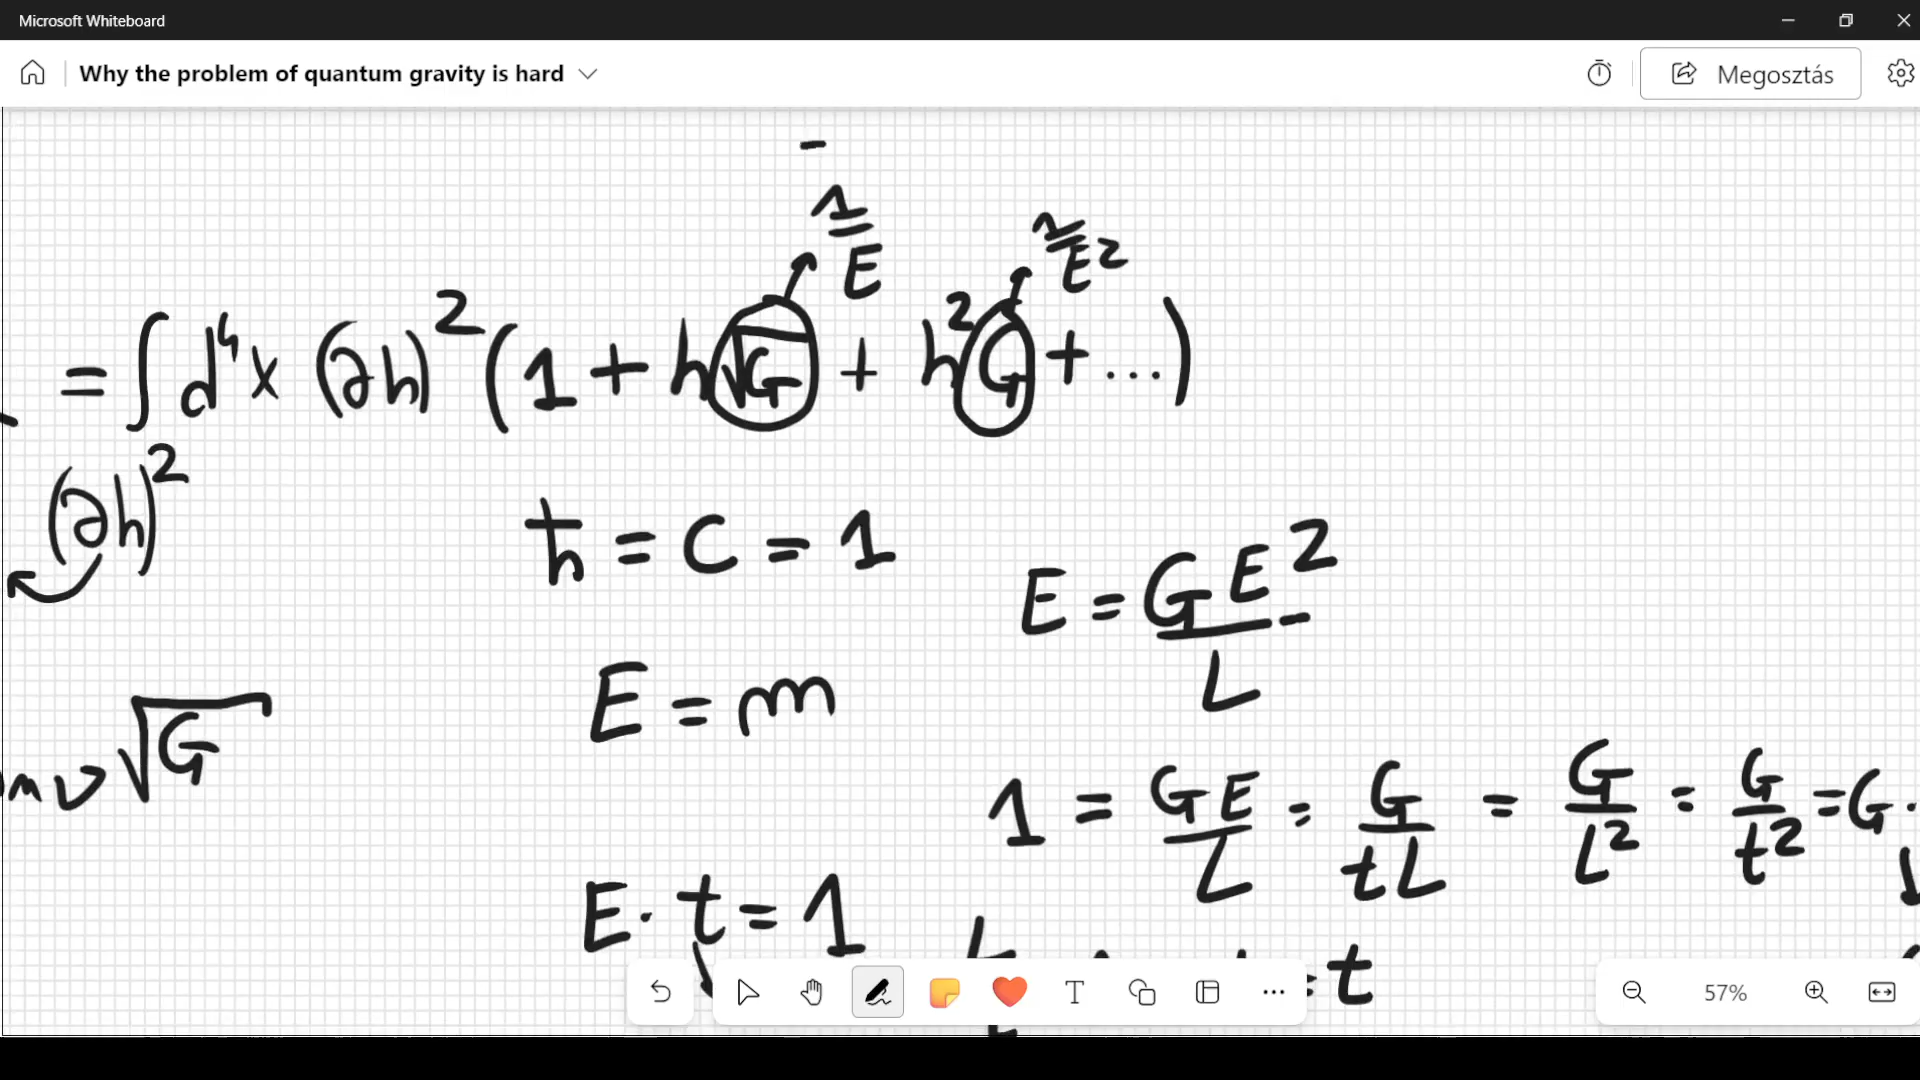 Microsoft Whiteboard
Why the problem of quantum gravity is hard
Megosztás
-
1/E
1/E²
= ∫ d⁴x (∂h)² (1 + h√G + h²G + ...)
(∂h)²
ħ = c = 1
E = GE²/L
E = m
√G
1 = GE/L = G/tL = G/L² = G/t² = G·
E · t = 1
= t
57%